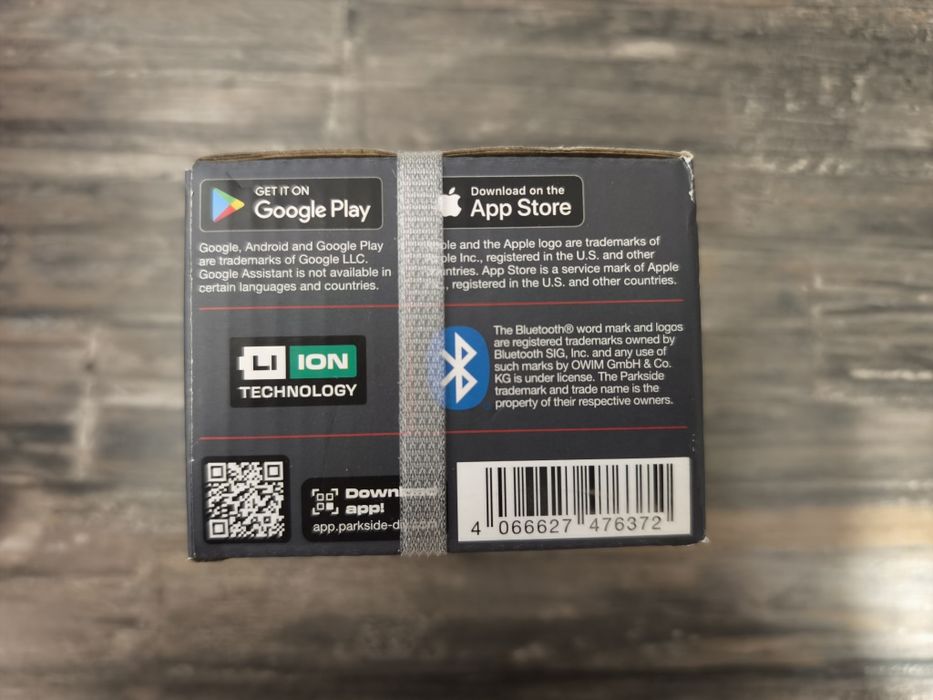 GET IT ON
Google Play
Download on the
App Store
Google, Android and Google Play
are trademarks of Google LLC.
Google Assistant is not available in
certain languages and countries.
ple and the Apple logo are trademarks of
ple Inc., registered in the U.S. and other
ntries. App Store is a service mark of Apple
., registered in the U.S. and other countries.
LI ION
TECHNOLOGY
The Bluetooth® word mark and logos
are registered trademarks owned by
Bluetooth SIG, Inc. and any use of
such marks by OWIM GmbH & Co.
KG is under license. The Parkside
trademark and trade name is the
property of their respective owners.
Download
app!
app.parkside-di
4 066627 476372